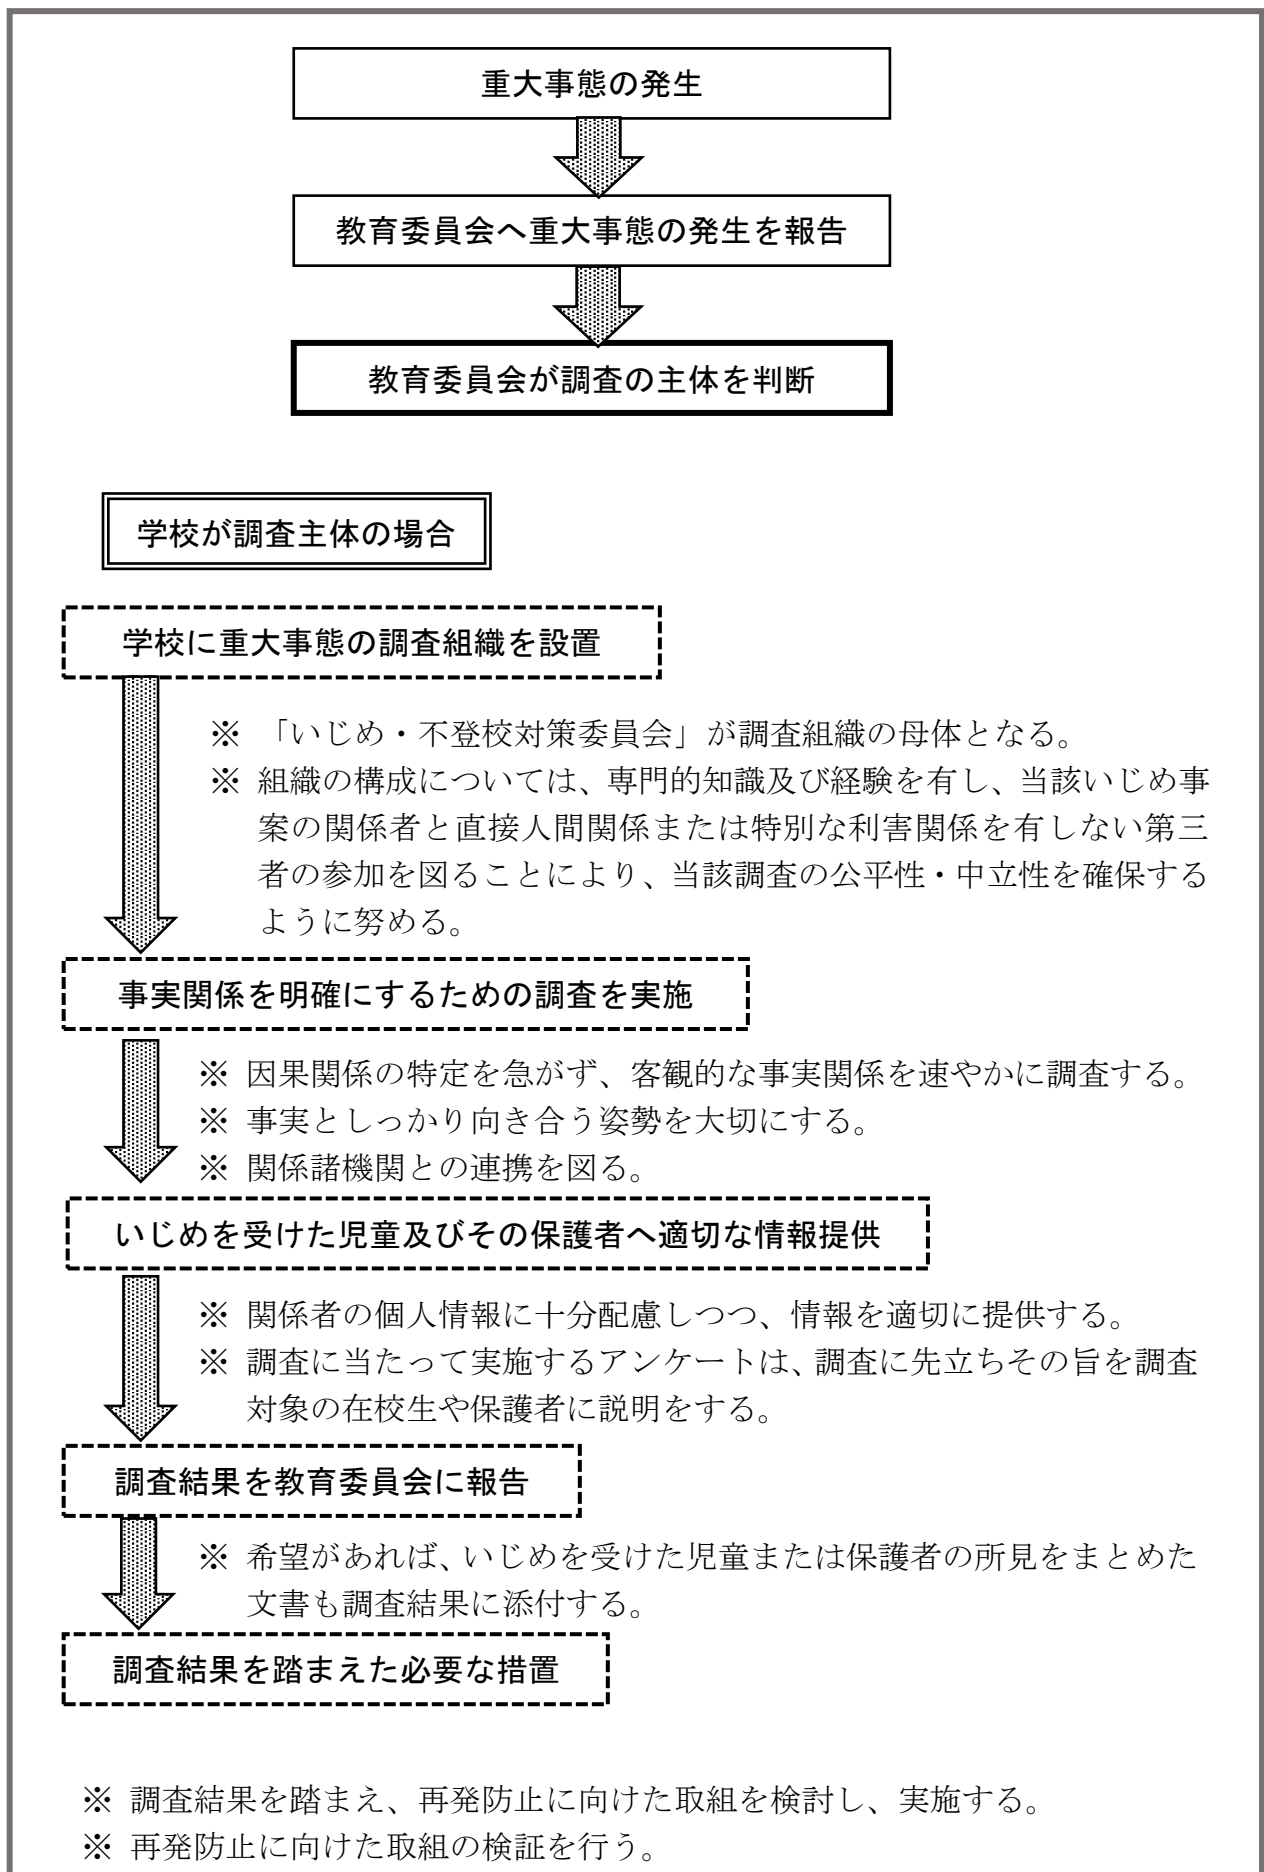 重大事態の発生
教育委員会へ重大事態の発生を報告
教育委員会が調査の主体を判断
学校が調査主体の場合
学校に重大事態の調査組織を設置
※ 「いじめ・不登校対策委員会」が調査組織の母体となる。
※ 組織の構成については、専門的知識及び経験を有し、当該いじめ事
案の関係者と直接人間関係または特別な利害関係を有しない第三
者の参加を図ることにより、当該調査の公平性・中立性を確保する
ように努める。
事実関係を明確にするための調査を実施
※ 因果関係の特定を急がず、客観的な事実関係を速やかに調査する。
※ 事実としっかり向き合う姿勢を大切にする。
※ 関係諸機関との連携を図る。
いじめを受けた児童及びその保護者へ適切な情報提供
※ 関係者の個人情報に十分配慮しつつ、情報を適切に提供する。
※ 調査に当たって実施するアンケートは、調査に先立ちその旨を調査
対象の在校生や保護者に説明をする。
調査結果を教育委員会に報告
※ 希望があれば、いじめを受けた児童または保護者の所見をまとめた
文書も調査結果に添付する。
調査結果を踏まえた必要な措置
※ 調査結果を踏まえ、再発防止に向けた取組を検討し、実施する。
※ 再発防止に向けた取組の検証を行う。